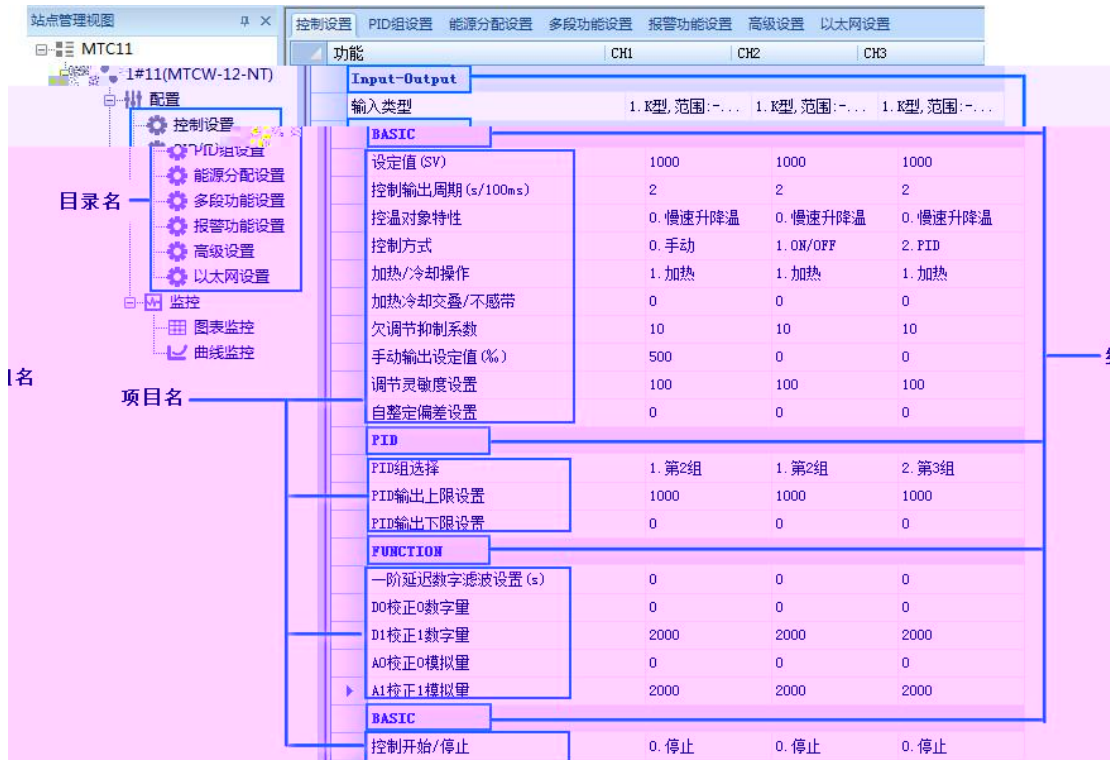 站点管理视图
控制设置 PID组设置 能源分配设置 多段功能设置 报警功能设置 高级设置 以太网设置
MTC11
功能 CH1 CH2 CH3
1#11(MTCW-12-NT)
Input-Output
配置
输入类型 1.K型,范围:-... 1.K型,范围:-... 1.K型,范围:-...
控制设置
BASIC
PID组设置
设定值(SV) 1000 1000 1000
能源分配设置
控制输出周期(s/100ms) 2 2 2
目录名
多段功能设置
控温对象特性 0.慢速升降温 0.慢速升降温 0.慢速升降温
报警功能设置
控制方式 0.手动 1.ON/OFF 2.PID
高级设置
加热/冷却操作 1.加热 1.加热 1.加热
以太网设置
加热冷却交叠/不感带 0 0 0
监控
欠调节抑制系数 10 10 10
图表监控
手动输出设定值(‰) 500 0 0
曲线监控
组名
调节灵敏度设置 100 100 100
项目名
自整定偏差设置 0 0 0
PID
PID组选择 1.第2组 1.第2组 2.第3组
PID输出上限设置 1000 1000 1000
PID输出下限设置 0 0 0
FUNCTION
一阶延迟数字滤波设置(s) 0 0 0
D0校正0数字量 0 0 0
D1校正1数字量 2000 2000 2000
A0校正0模拟量 0 0 0
A1校正1模拟量 2000 2000 2000
BASIC
控制开始/停止 0.停止 0.停止 0.停止